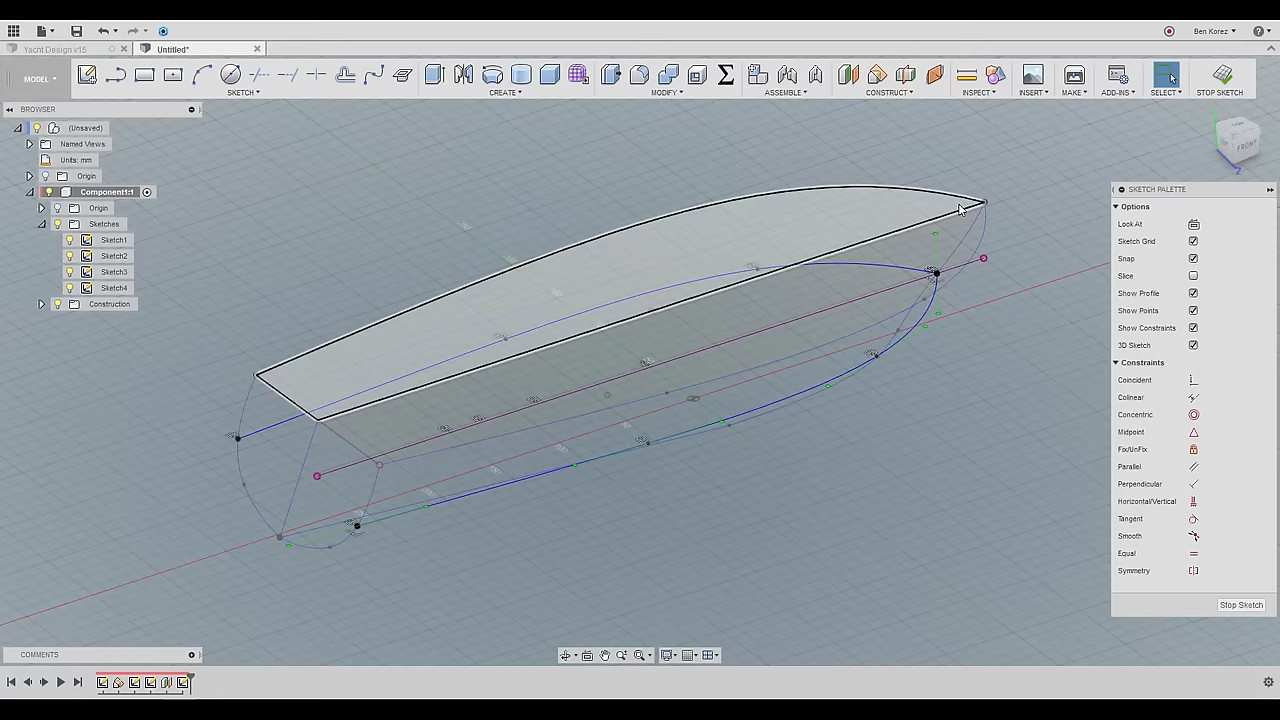 Ben Korez
Yacht Design v15
Untitled*
MODEL
SKETCH
CREATE
MODIFY
ASSEMBLE
CONSTRUCT
INSPECT
INSERT
MAKE
ADD-INS
SELECT
STOP SKETCH
BROWSER
(Unsaved)
Named Views
Units: mm
Origin
Component1:1
Origin
Sketches
Sketch1
Sketch2
Sketch3
Sketch4
Construction
FRONT
Z
SKETCH PALETTE
Options
Look At
Sketch Grid
Snap
Slice
Show Profile
Show Points
Show Constraints
3D Sketch
Constraints
Coincident
Colinear
Concentric
Midpoint
Fix/UnFix
Parallel
Perpendicular
Horizontal/Vertical
Tangent
Smooth
Equal
Symmetry
Stop Sketch
COMMENTS